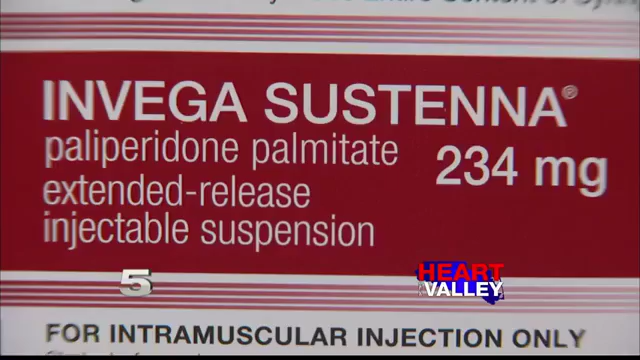 INVEGA SUSTENNA®
paliperidone palmitate
234 mg
extended-release
injectable suspension
5
HEART
VALLEY
FOR INTRAMUSCULAR INJECTION ONLY